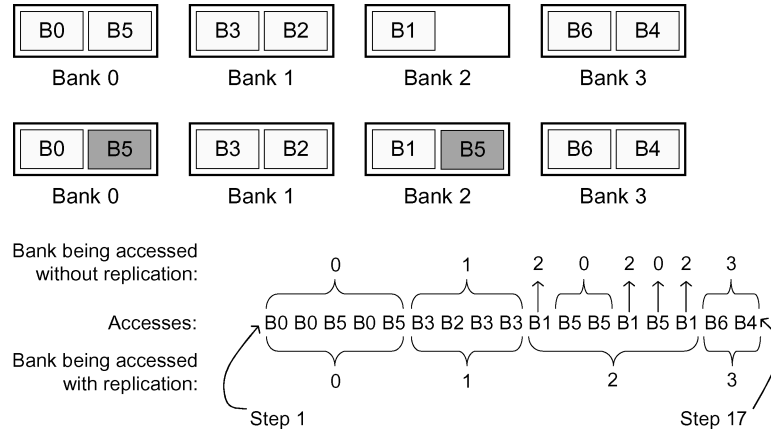 B0 B5 B3 B2 B1 B6 B4
Bank 0 Bank 1 Bank 2 Bank 3
B0 B5 B3 B2 B1 B5 B6 B4
Bank 0 Bank 1 Bank 2 Bank 3
Bank being accessed
without replication:
0 1 2 0 2 0 2 3
Accesses: B0 B0 B5 B0 B5 B3 B2 B3 B3 B1 B5 B5 B1 B5 B1 B6 B4
Bank being accessed
with replication:
0 1 2 3
Step 1 Step 17